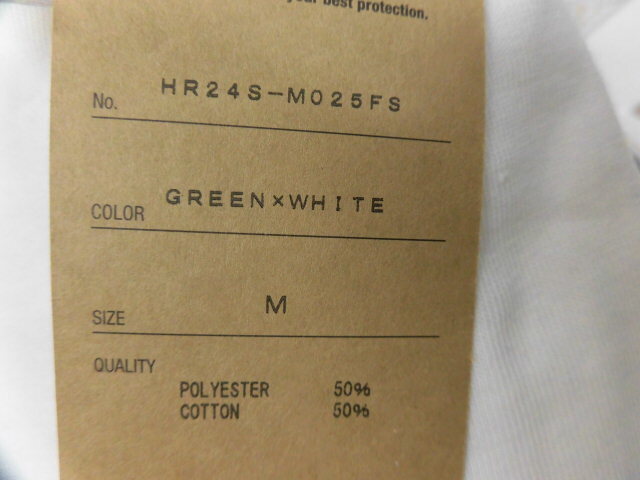 your best protection.
No. HR24S-M025FS
COLOR GREEN×WHITE
SIZE M
QUALITY
POLYESTER 50%
COTTON 50%